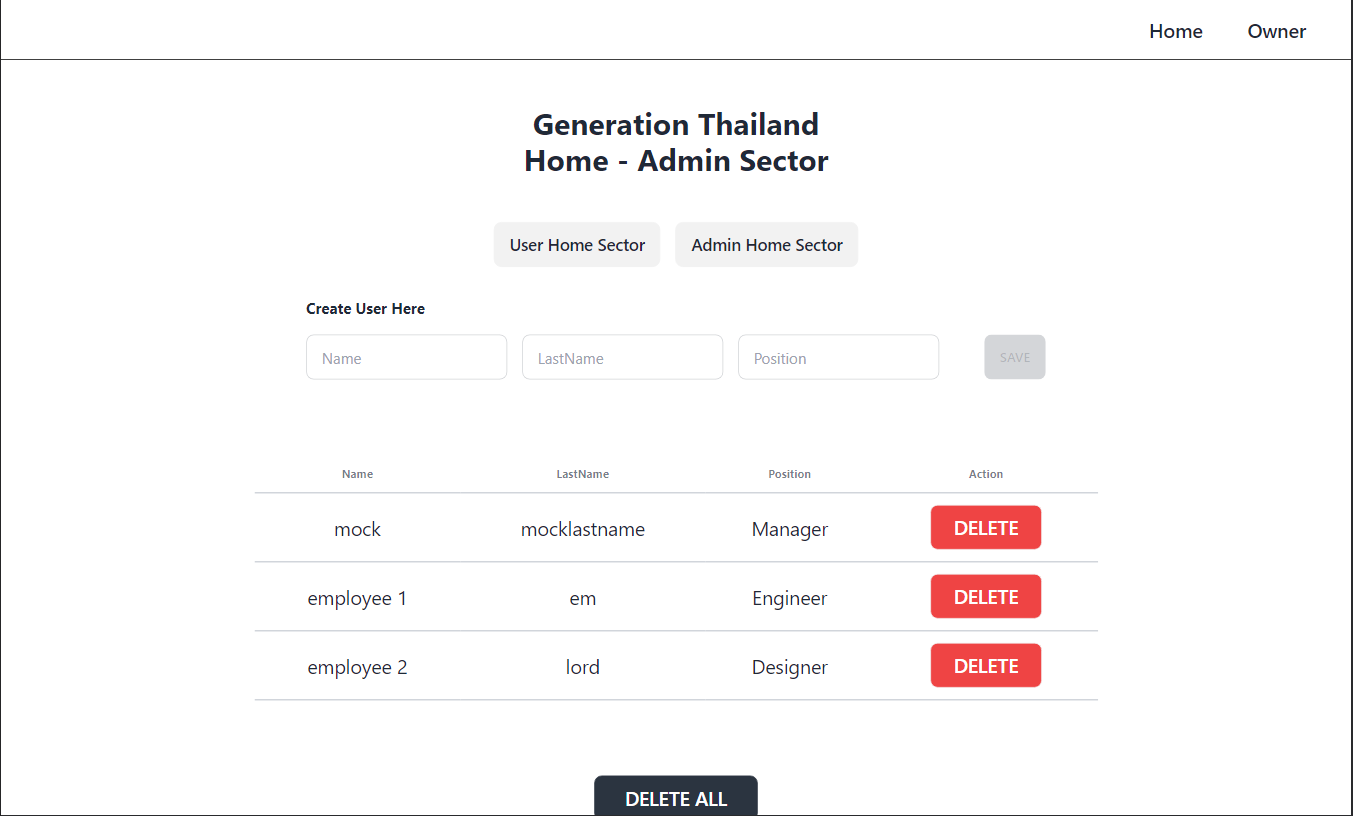 Home Owner
Generation Thailand
Home - Admin Sector
User Home Sector Admin Home Sector
Create User Here
Name LastName Position SAVE
Name LastName Position Action
mock mocklastname Manager DELETE
employee 1 em Engineer DELETE
employee 2 lord Designer DELETE
DELETE ALL